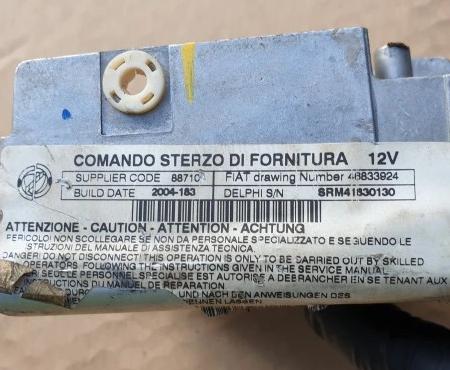 COMANDO STERZO DI FORNITURA 12V
SUPPLIER CODE 88710 FIAT drawing Number 46833924
BUILD DATE 2004-183 DELPHI S/N SRM41830130
ATTENZIONE - CAUTION - ATTENTION - ACHTUNG
PERICOLO! NON SCOLLEGARE SE NON DA PERSONALE SPECIALIZZATO E SEGUENDO
ISTRUZIONI DEL MANUALE DI ASSISTENZA TECNICA.
DANGER! DO NOT DISCONNECT! THIS OPERATION IS ONLY TO BE CARRIED OUT BY SKILLED
OPERATORS FOLLOWING THE INSTRUCTIONS GIVEN IN THE SERVICE MANUAL
SEUL DE PERSONNEL SPECIALISE EST AUTORISE A DEBRANCHER EN SE TENANT AUX
DU MANUEL DE REPARATION
UND NACH DEN ANWEISUNGEN DES
LASSEN